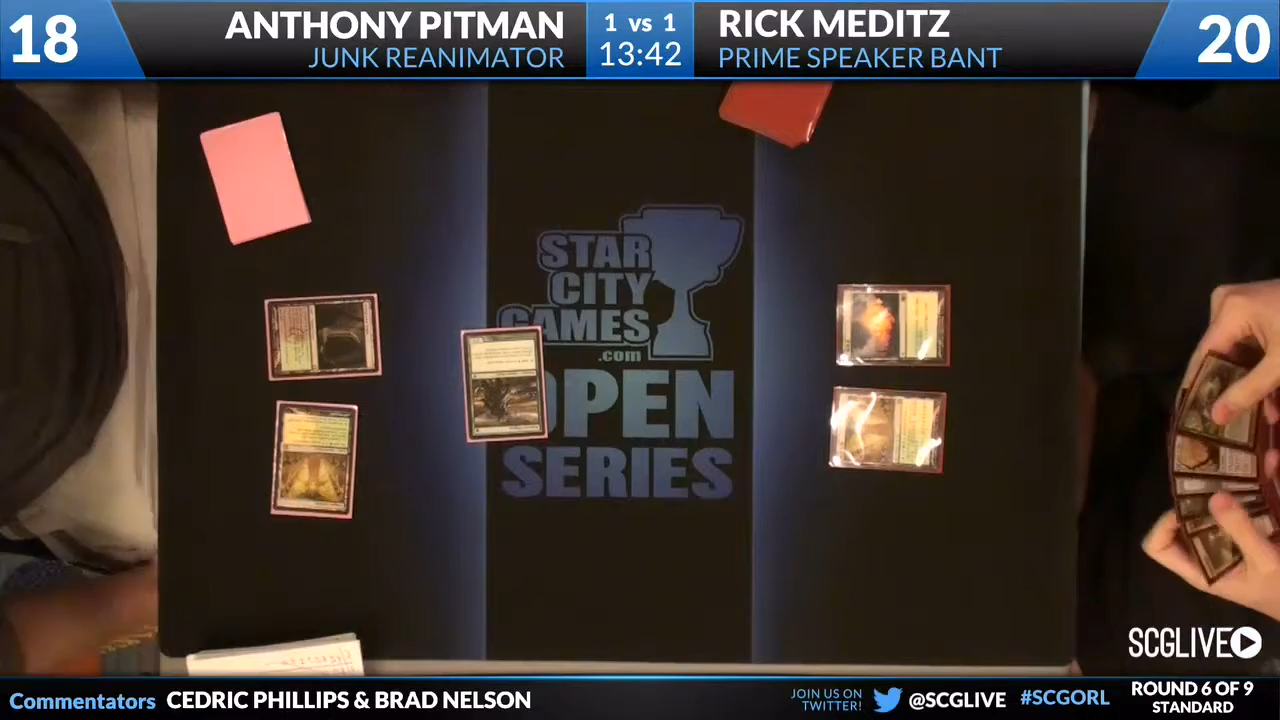 18
ANTHONY PITMAN
JUNK REANIMATOR
1 vs 1
13:42
RICK MEDITZ
PRIME SPEAKER BANT
20
STAR
CITY
GAMES
.com
OPEN
SERIES
SCGLIVE
Commentators CEDRIC PHILLIPS & BRAD NELSON
JOIN US ON
TWITTER!
@SCGLIVE
#SCGORL
ROUND 6 OF 9
STANDARD